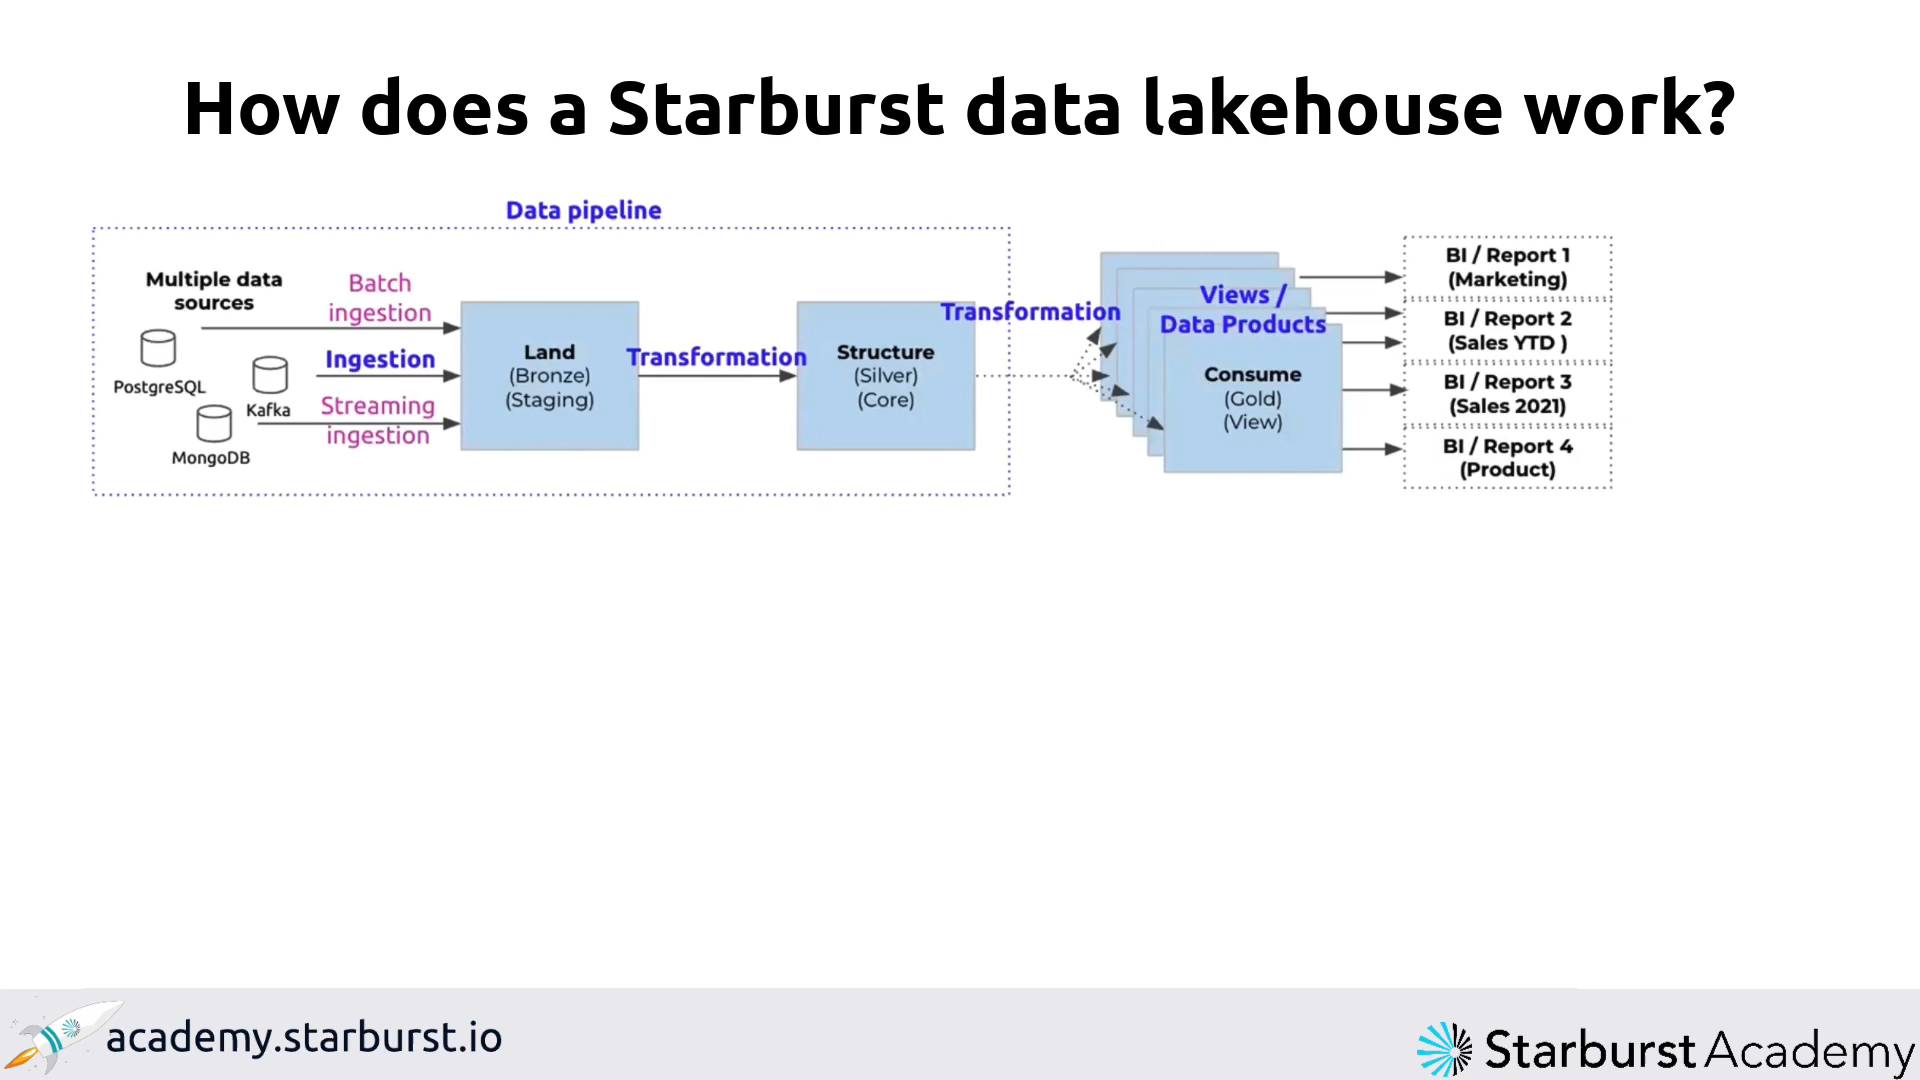 How does a Starburst data lakehouse work?
Data pipeline
Multiple data
sources
PostgreSQL
Kafka
MongoDB
Batch
ingestion
Ingestion
Streaming
ingestion
Land
(Bronze)
(Staging)
Transformation
Structure
(Silver)
(Core)
Transformation
Views /
Data Products
Consume
(Gold)
(View)
BI / Report 1
(Marketing)
BI / Report 2
(Sales YTD )
BI / Report 3
(Sales 2021)
BI / Report 4
(Product)
academy.starburst.io
Starburst Academy